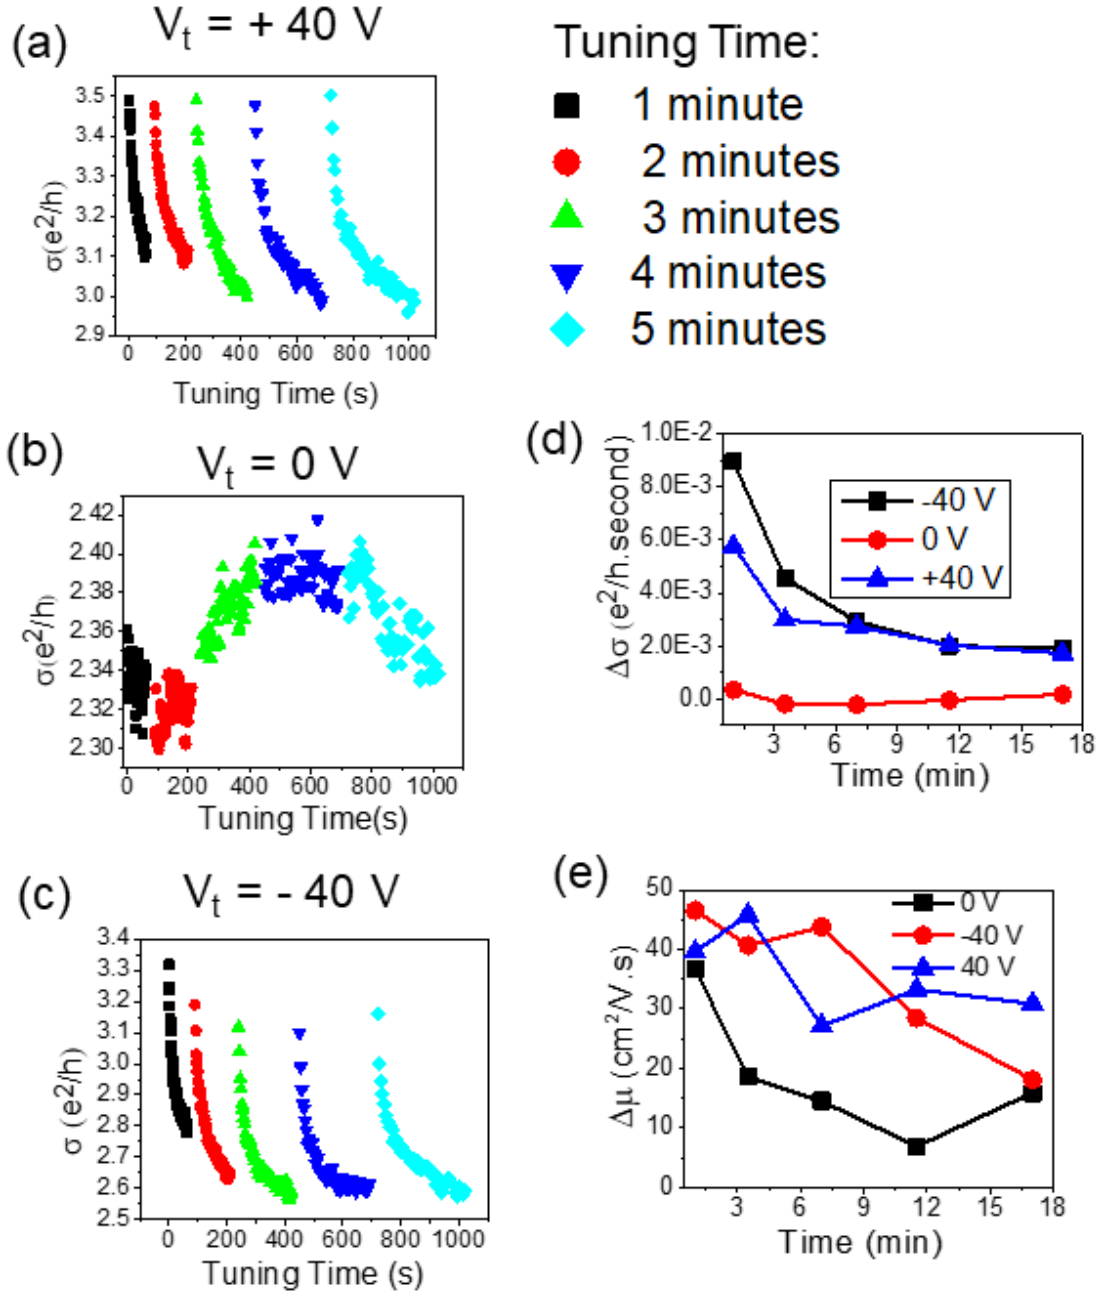 (a)
V_t = + 40 V
3.5
3.4
3.3
3.2
3.1
3.0
2.9
σ(e²/h)
0 200 400 600 800 1000
Tuning Time (s)
Tuning Time:
1 minute
2 minutes
3 minutes
4 minutes
5 minutes
(b)
V_t = 0 V
2.42
2.40
2.38
2.36
2.34
2.32
2.30
σ(e²/h)
0 200 400 600 800 1000
Tuning Time(s)
(c)
V_t = - 40 V
3.4
3.3
3.2
3.1
3.0
2.9
2.8
2.7
2.6
2.5
σ (e²/h)
0 200 400 600 800 1000
Tuning Time (s)
(d)
1.0E-2
8.0E-3
6.0E-3
4.0E-3
2.0E-3
0.0
Δσ (e²/h.second)
-40 V
0 V
+40 V
3 6 9 12 15 18
Time (min)
(e)
50
40
30
20
10
0
Δμ (cm²/V.s)
0 V
-40 V
40 V
3 6 9 12 15 18
Time (min)